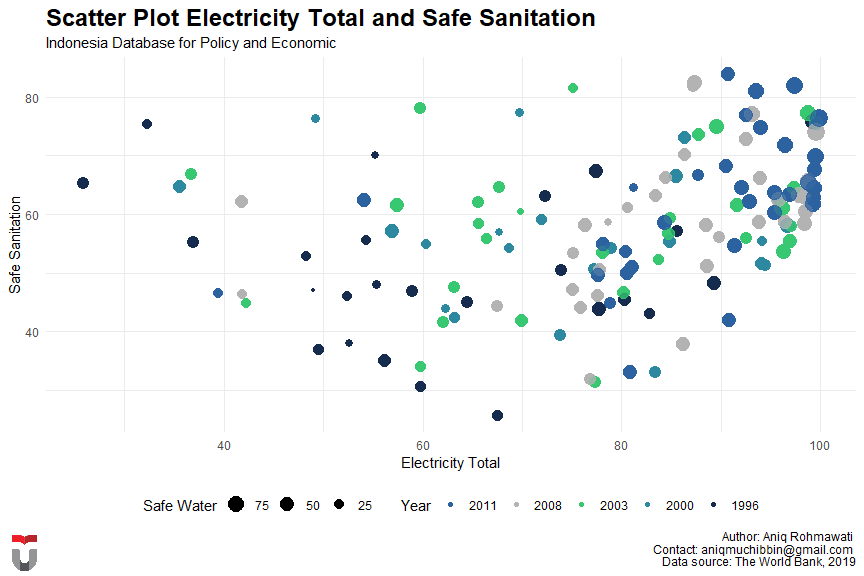 Scatter Plot Electricity Total and Safe Sanitation
Indonesia Database for Policy and Economic
Safe Sanitation
80
60
40
40 60 80 100
Electricity Total
Safe Water 75 50 25 Year 2011 2008 2003 2000 1996
Author: Aniq Rohmawati
Contact: aniqmuchibbin@gmail.com
Data source: The World Bank, 2019